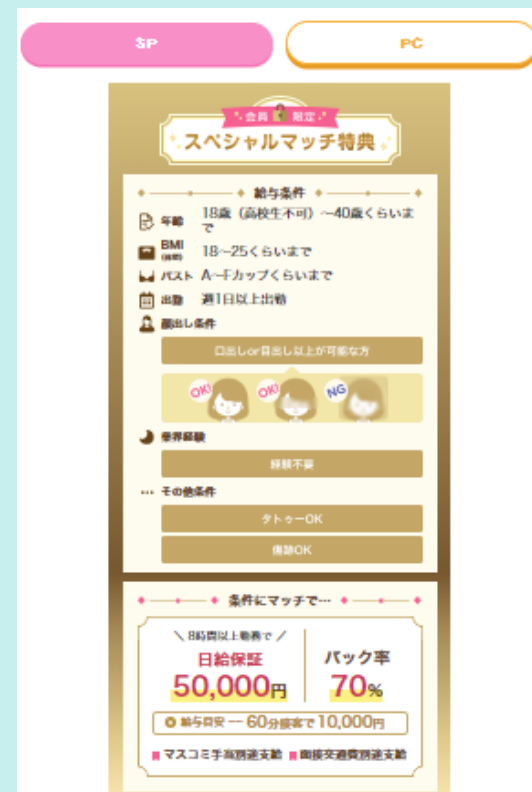 SP
PC
会員 限定
スペシャルマッチ特典
給与条件
年齢 18歳（高校生不可）〜40歳くらいま
で
BMI 18〜25くらいまで
バスト A〜Fカップくらいまで
出勤 週1日以上出勤
顔出し条件
口出しor目出し以上が可能な方
OK! OK! NG
業界経験
経験不要
その他条件
タトゥーOK
傷跡OK
条件にマッチで…
＼ 8時間以上勤務で ／
日給保証
50,000円
バック率
70%
給与目安 ― 60分接客で10,000円
マスコミ手当別途支給 面接交通費別途支給